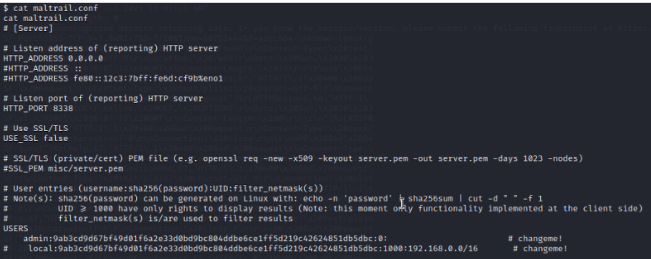 $ cat maltrail.conf
cat maltrail.conf
# [Server]
# Listen address of (reporting) HTTP server
HTTP_ADDRESS 0.0.0.0
#HTTP_ADDRESS ::
#HTTP_ADDRESS fe80::12c3:7bff:fe6d:cf9b%eno1
# Listen port of (reporting) HTTP server
HTTP_PORT 8338
# Use SSL/TLS
USE_SSL false
# SSL/TLS (private/cert) PEM file (e.g. openssl req -new -x509 -keyout server.pem -out server.pem -days 1023 -nodes)
#SSL_PEM misc/server.pem
# User entries (username:sha256(password):UID:filter_netmask(s))
# Note(s): sha256(password) can be generated on Linux with: echo -n 'password' | sha256sum | cut -d " " -f 1
# UID ≥ 1000 have only rights to display results (Note: this moment only functionality implemented at the client side)
# filter_netmask(s) is/are used to filter results
USERS
admin:9ab3cd9d67bf49d01f6a2e33d0bd9bc804ddbe6ce1ff5d219c42624851db5dbc:0: # changeme!
# local:9ab3cd9d67bf49d01f6a2e33d0bd9bc804ddbe6ce1ff5d219c42624851db5dbc:1000:192.168.0.0/16 # changeme!